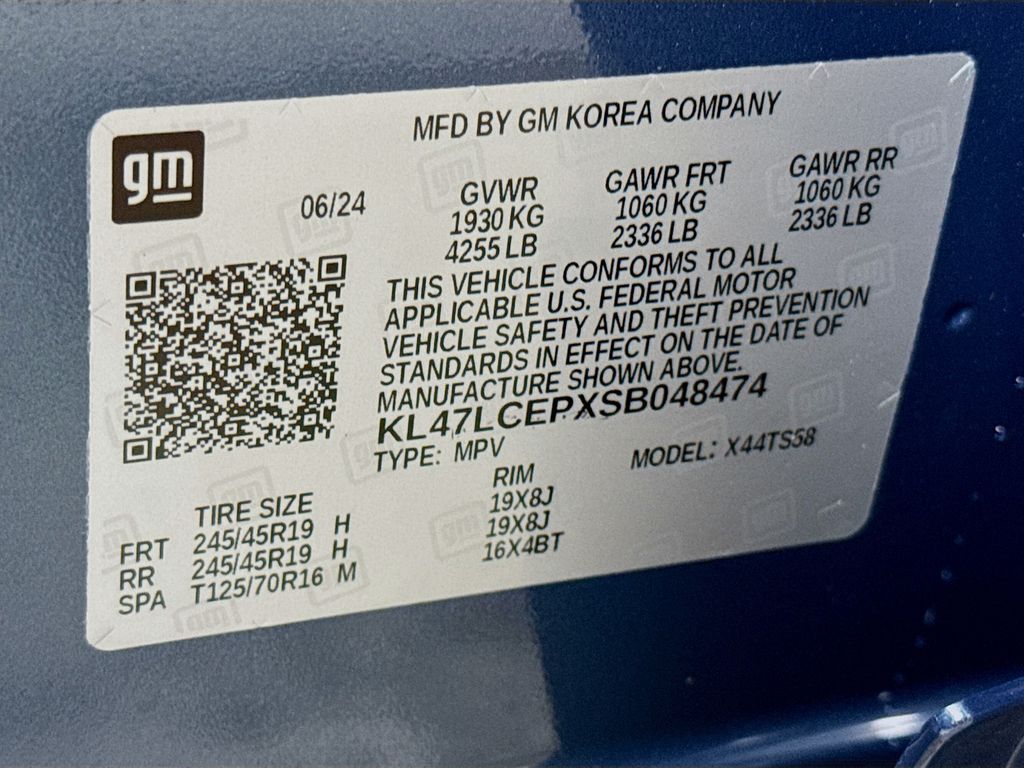 gm
MFD BY GM KOREA COMPANY
06/24
GVWR
1930 KG
4255 LB
GAWR FRT
1060 KG
2336 LB
GAWR RR
1060 KG
2336 LB
THIS VEHICLE CONFORMS TO ALL
APPLICABLE U.S. FEDERAL MOTOR
VEHICLE SAFETY AND THEFT PREVENTION
STANDARDS IN EFFECT ON THE DATE OF
MANUFACTURE SHOWN ABOVE.
KL47LCEPXSB048474
TYPE: MPV
MODEL: X44TS58
TIRE SIZE RIM
FRT 245/45R19 H 19X8J
RR 245/45R19 H 19X8J
SPA T125/70R16 M 16X4BT